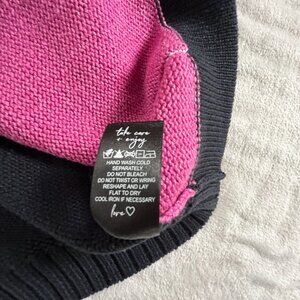 take care
+ enjoy
HAND WASH COLD
SEPARATELY
DO NOT BLEACH
DO NOT TWIST OR WRING
RESHAPE AND LAY
FLAT TO DRY
COOL IRON IF NECESSARY
love ♡